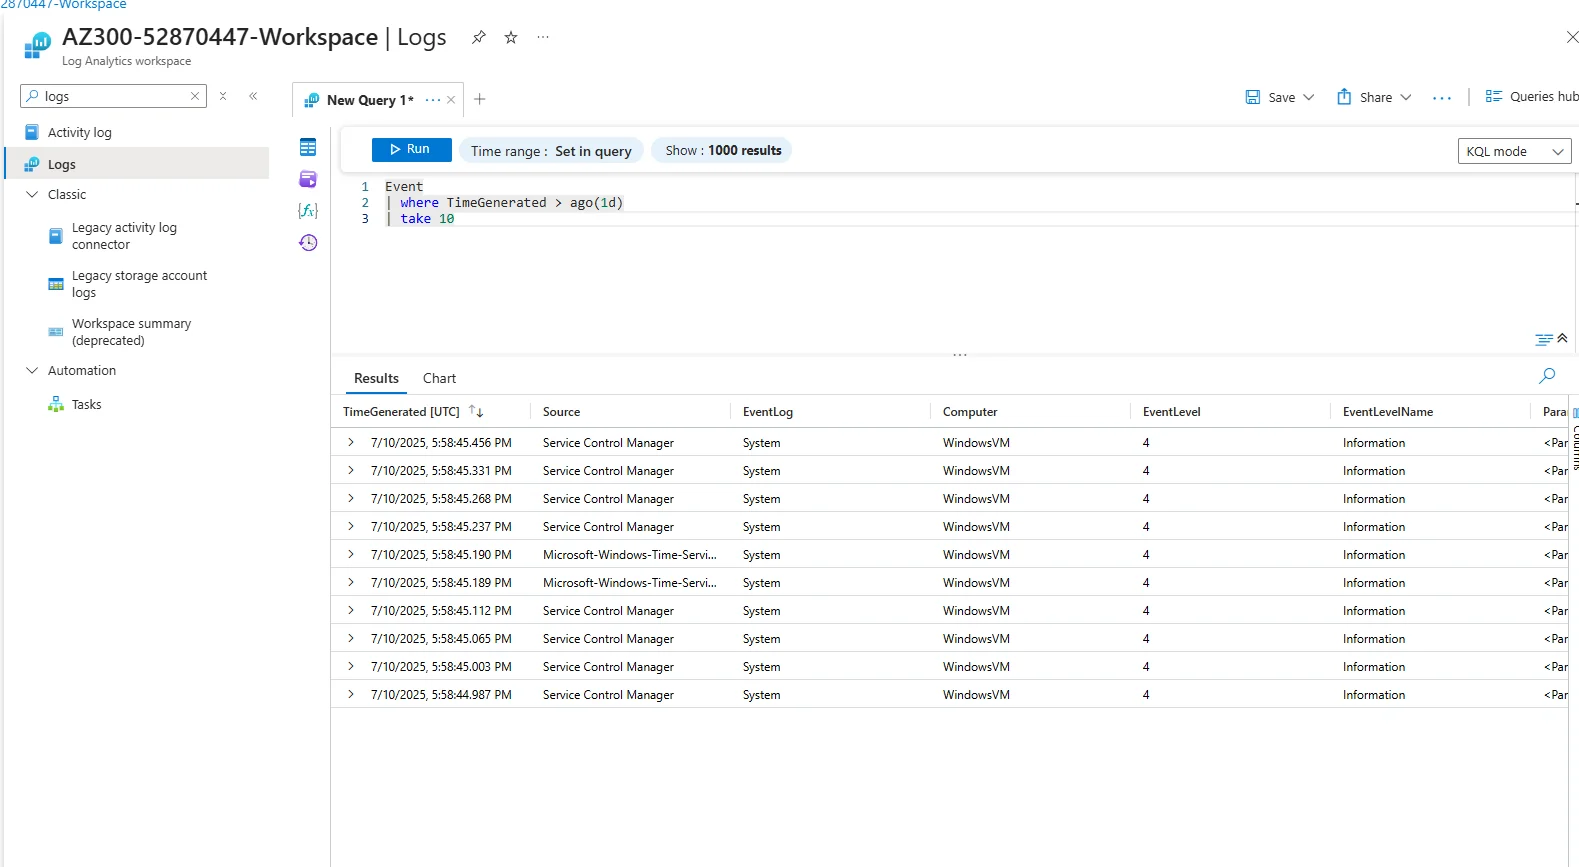 2870447-Workspace
AZ300-52870447-Workspace | Logs
Log Analytics workspace
logs
Activity log
Logs
Classic
Legacy activity log
connector
Legacy storage account
logs
Workspace summary
(deprecated)
Automation
Tasks
New Query 1*
Save
Share
Queries hub
Run
Time range : Set in query
Show : 1000 results
KQL mode
1 Event
2 | where TimeGenerated > ago(1d)
3 | take 10
Results Chart
TimeGenerated [UTC] Source EventLog Computer EventLevel EventLevelName Para
7/10/2025, 5:58:45.456 PM Service Control Manager System WindowsVM 4 Information <Par
7/10/2025, 5:58:45.331 PM Service Control Manager System WindowsVM 4 Information <Par
7/10/2025, 5:58:45.268 PM Service Control Manager System WindowsVM 4 Information <Par
7/10/2025, 5:58:45.237 PM Service Control Manager System WindowsVM 4 Information <Par
7/10/2025, 5:58:45.190 PM Microsoft-Windows-Time-Servi... System WindowsVM 4 Information <Par
7/10/2025, 5:58:45.189 PM Microsoft-Windows-Time-Servi... System WindowsVM 4 Information <Par
7/10/2025, 5:58:45.112 PM Service Control Manager System WindowsVM 4 Information <Par
7/10/2025, 5:58:45.065 PM Service Control Manager System WindowsVM 4 Information <Par
7/10/2025, 5:58:45.003 PM Service Control Manager System WindowsVM 4 Information <Par
7/10/2025, 5:58:44.987 PM Service Control Manager System WindowsVM 4 Information <Par
Columns